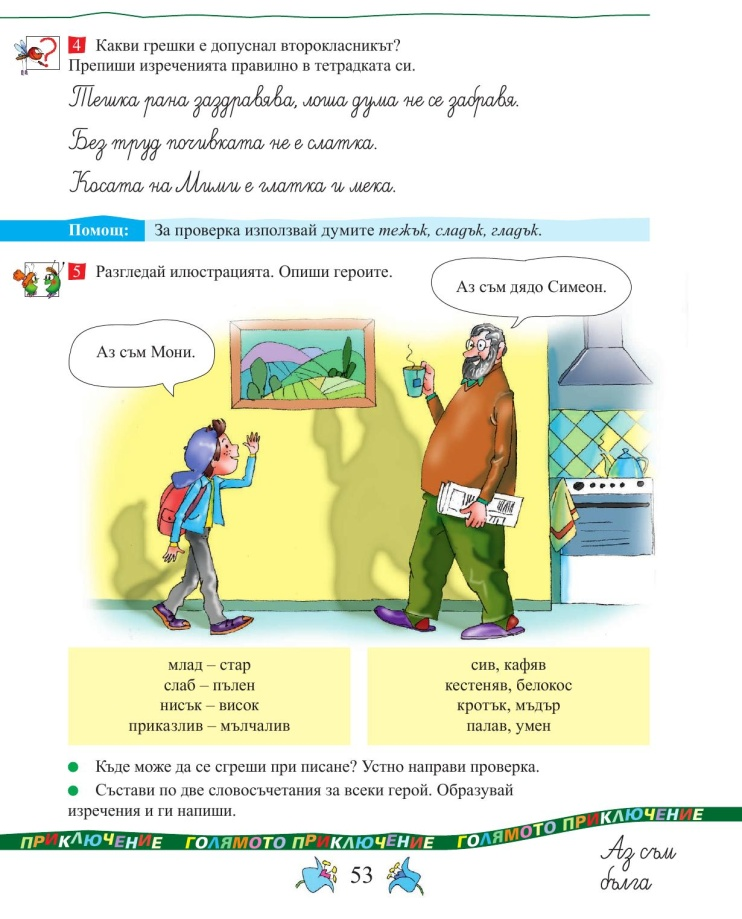 4 Какви грешки е допуснал второкласникът?
Препиши изреченията правилно в тетрадката си.
Тешка рана заздравява, лоша дума не се забравя.
Без труд почивката не е слатка.
Косата на Мими е глатка и мека.
Помощ: За проверка използвай думите тежък, сладък, гладък.
5 Разгледай илюстрацията. Опиши героите.
Аз съм дядо Симеон.
Аз съм Мони.
млад – стар
слаб – пълен
нисък – висок
приказлив – мълчалив
сив, кафяв
кестеняв, белокос
кротък, мъдър
палав, умен
Къде може да се сгреши при писане? Устно направи проверка.
Състави по две словосъчетания за всеки герой. Образувай
изречения и ги напиши.
ПРИКЛЮЧЕНИЕ ГОЛЯМОТО ПРИКЛЮЧЕНИЕ ГОЛЯМОТО ПРИКЛЮЧЕНИЕ
Аз съм
бълга
53